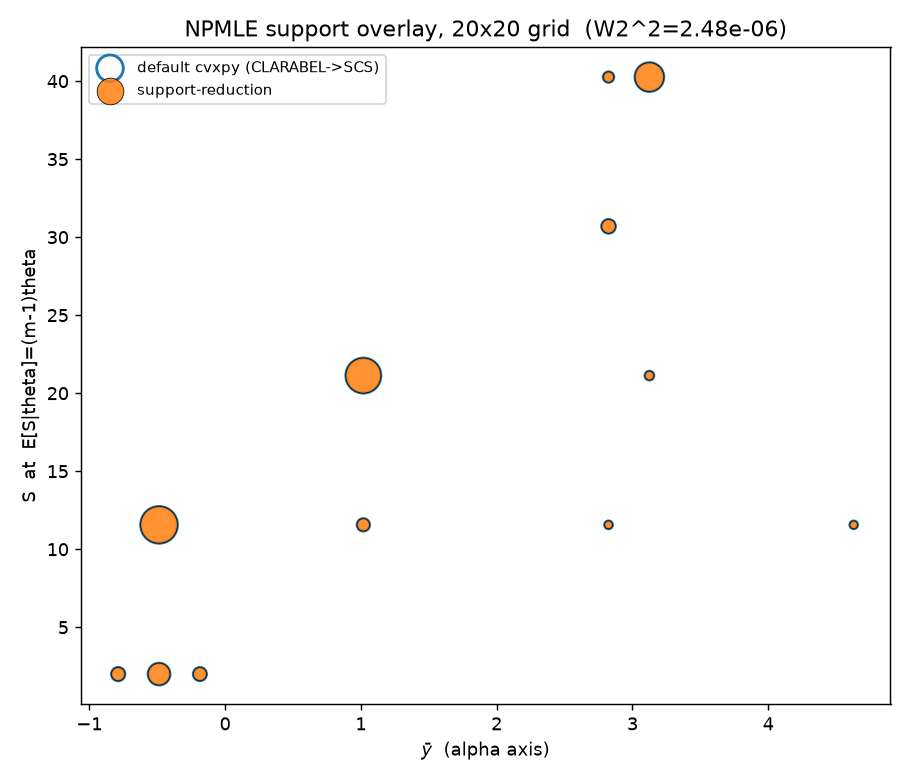 NPMLE support overlay, 20x20 grid  (W2^2=2.48e-06)
default cvxpy (CLARABEL->SCS)
support-reduction
S  at  E[S|theta]=(m-1)theta
40
35
30
25
20
15
10
5
−1
0
1
2
3
4
ȳ  (alpha axis)